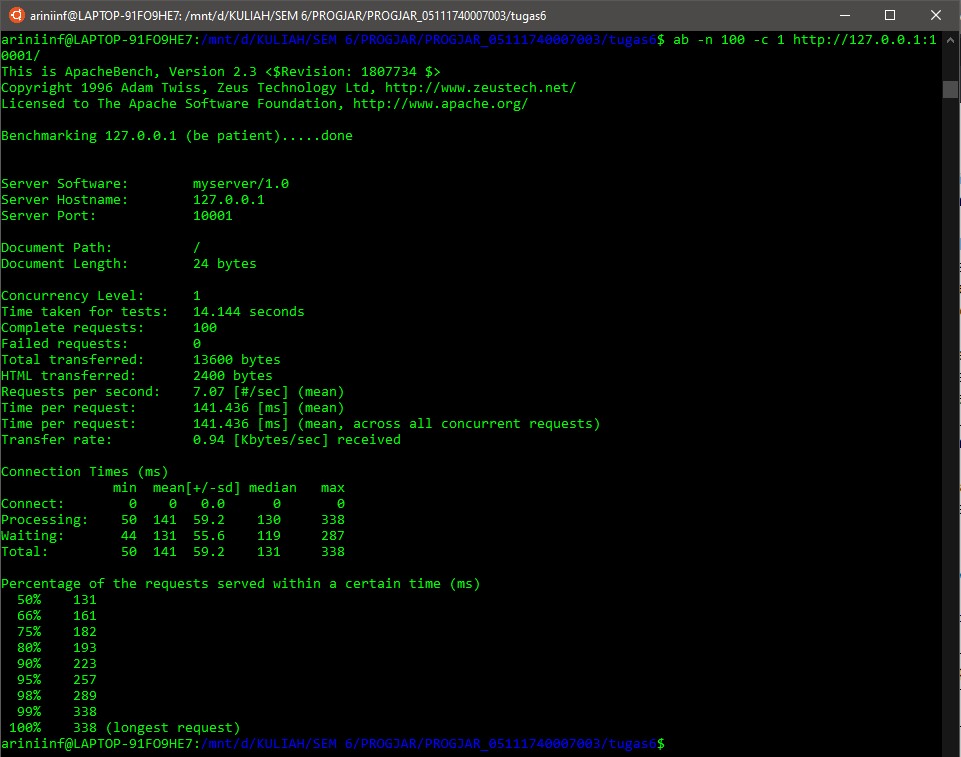 ariniinf@LAPTOP-91FO9HE7: /mnt/d/KULIAH/SEM 6/PROGJAR/PROGJAR_05111740007003/tugas6
ariniinf@LAPTOP-91FO9HE7:/mnt/d/KULIAH/SEM 6/PROGJAR/PROGJAR_05111740007003/tugas6$ ab -n 100 -c 1 http://127.0.0.1:1
0001/
This is ApacheBench, Version 2.3 <$Revision: 1807734 $>
Copyright 1996 Adam Twiss, Zeus Technology Ltd, http://www.zeustech.net/
Licensed to The Apache Software Foundation, http://www.apache.org/
Benchmarking 127.0.0.1 (be patient).....done
Server Software:        myserver/1.0
Server Hostname:        127.0.0.1
Server Port:            10001
Document Path:          /
Document Length:        24 bytes
Concurrency Level:      1
Time taken for tests:   14.144 seconds
Complete requests:      100
Failed requests:        0
Total transferred:      13600 bytes
HTML transferred:       2400 bytes
Requests per second:    7.07 [#/sec] (mean)
Time per request:       141.436 [ms] (mean)
Time per request:       141.436 [ms] (mean, across all concurrent requests)
Transfer rate:          0.94 [Kbytes/sec] received
Connection Times (ms)
              min  mean[+/-sd] median   max
Connect:        0    0   0.0      0       0
Processing:    50  141  59.2    130     338
Waiting:       44  131  55.6    119     287
Total:         50  141  59.2    131     338
Percentage of the requests served within a certain time (ms)
  50%    131
  66%    161
  75%    182
  80%    193
  90%    223
  95%    257
  98%    289
  99%    338
 100%    338 (longest request)
ariniinf@LAPTOP-91FO9HE7:/mnt/d/KULIAH/SEM 6/PROGJAR/PROGJAR_05111740007003/tugas6$